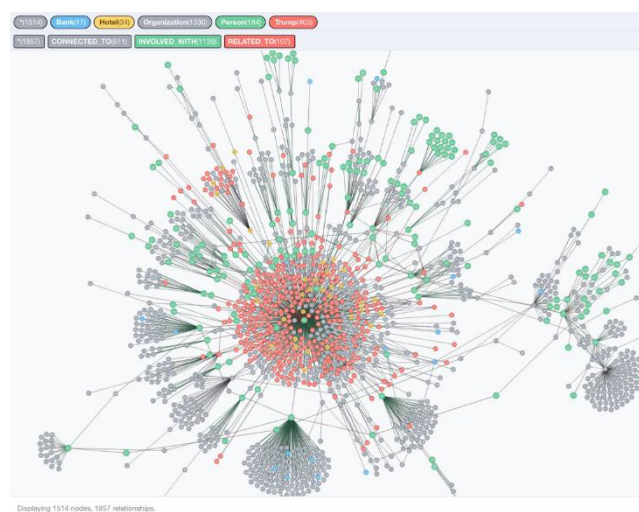 *(1514) Bank(17) Hotel(34) Organization(1330) Person(184) Trump(405)
*(1857) CONNECTED_TO(611) INVOLVED_WITH(1139) RELATED_TO(107)
Displaying 1514 nodes, 1857 relationships.